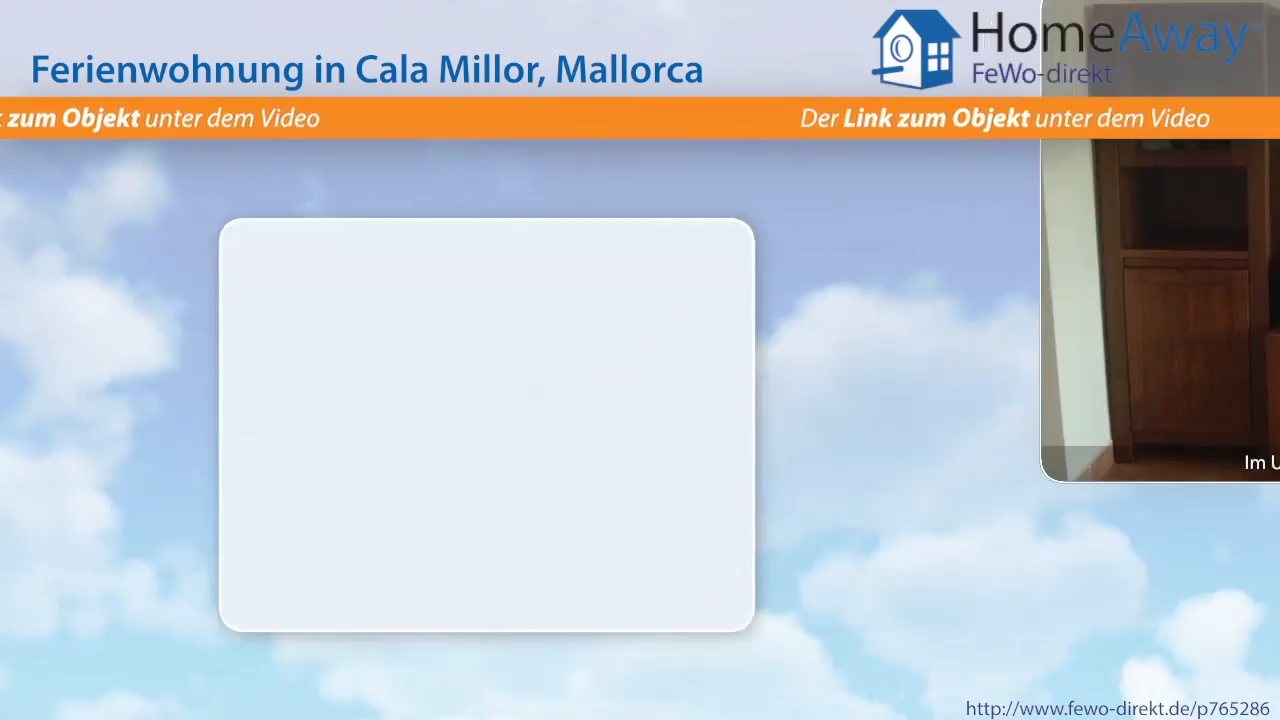 HomeAway
FeWo-direkt
Ferienwohnung in Cala Millor, Mallorca
zum Objekt unter dem Video
Der Link zum Objekt unter dem Video
Im
http://www.fewo-direkt.de/p765286